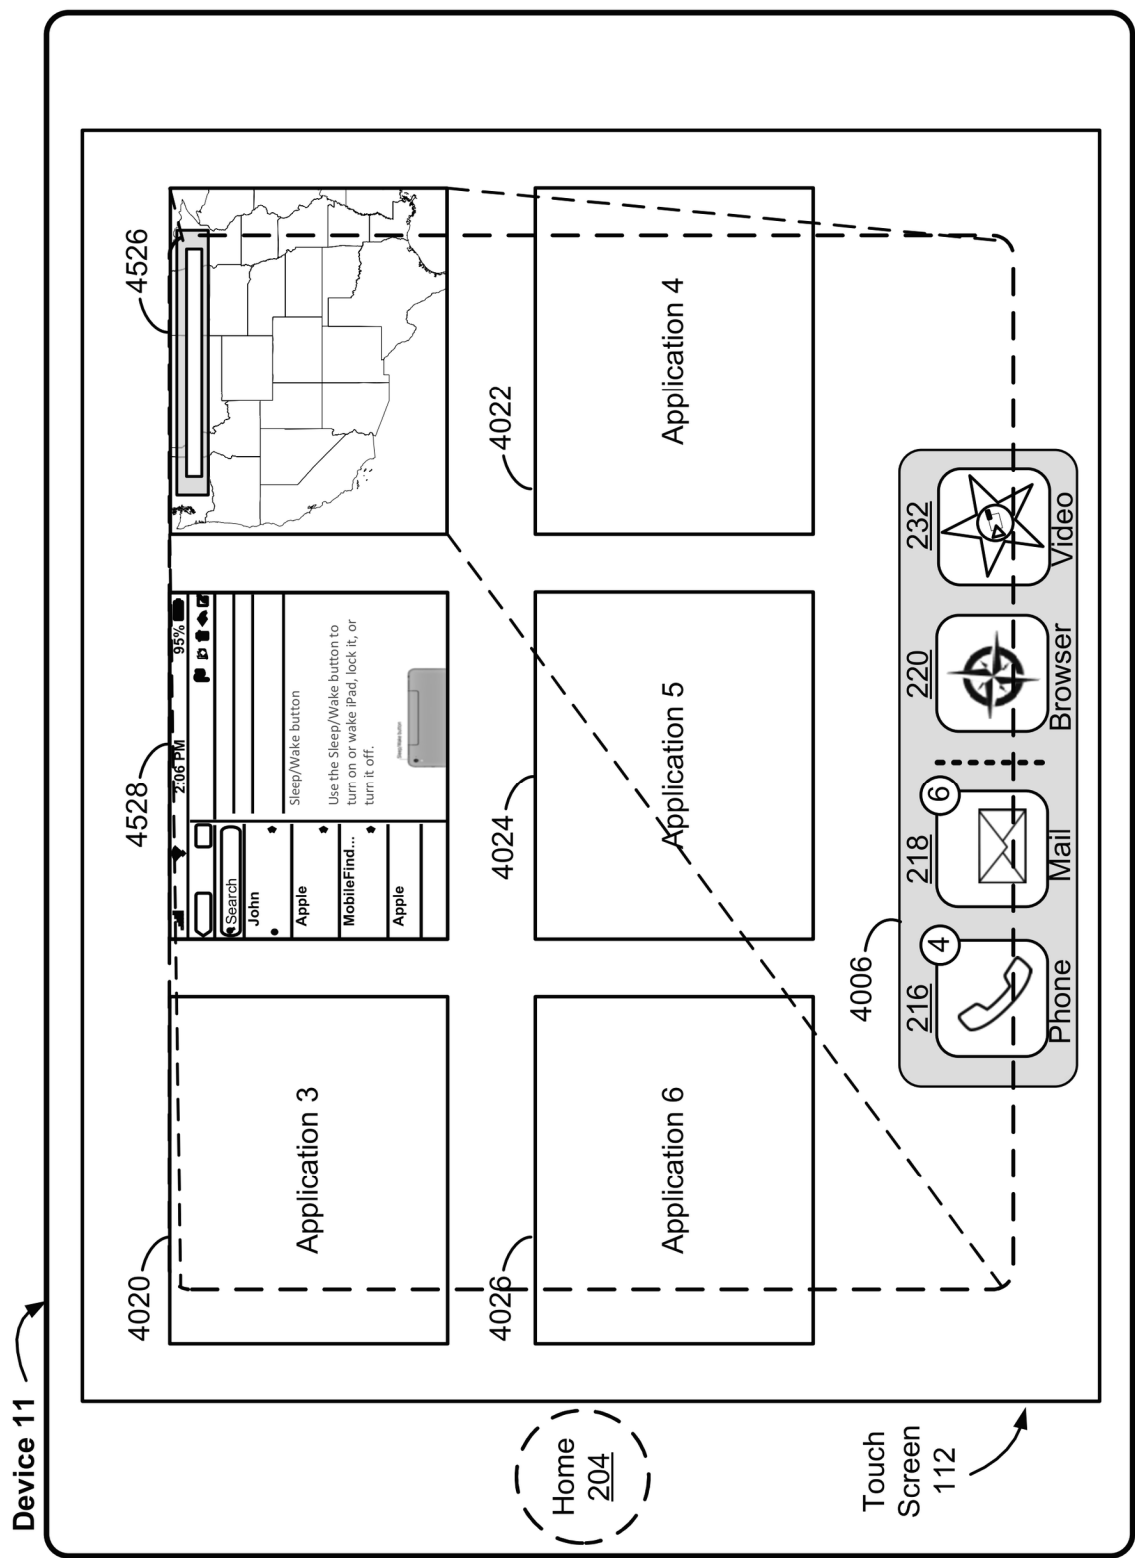 Device 11
4020
4528
4526
2:06 PM
95%
Search
John
Apple
MobileFind...
Apple
Sleep/Wake button
Use the Sleep/Wake button to
turn on or wake iPad, lock it, or
turn it off.
Sleep/Wake button
Application 3
4026
4024
4022
Application 6
Application 5
Application 4
Home
204
4006
216
218
220
232
4
6
Phone
Mail
Browser
Video
Touch
Screen
112